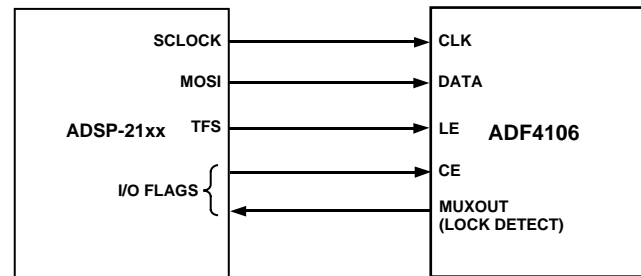 SCLOCK
MOSI
TFS
ADSP-21xx
I/O FLAGS
CLK
DATA
LE
CE
MUXOUT
(LOCK DETECT)
ADF4106